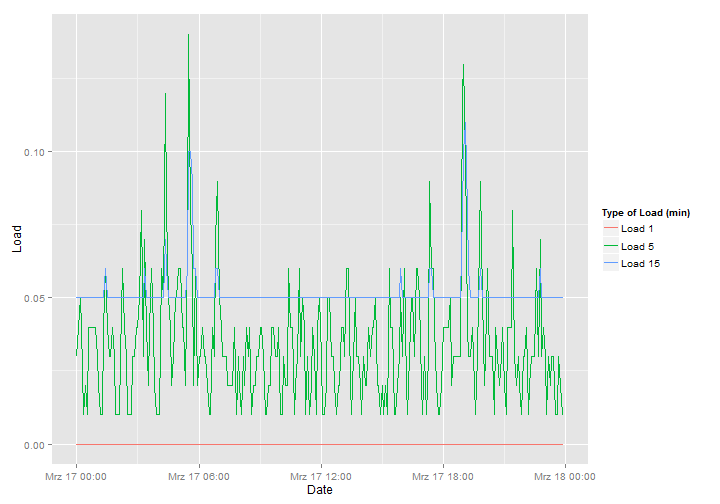 0.10
0.05
0.00
Load
Mrz 17 00:00
Mrz 17 06:00
Mrz 17 12:00
Mrz 17 18:00
Mrz 18 00:00
Date
Type of Load (min)
Load 1
Load 5
Load 15